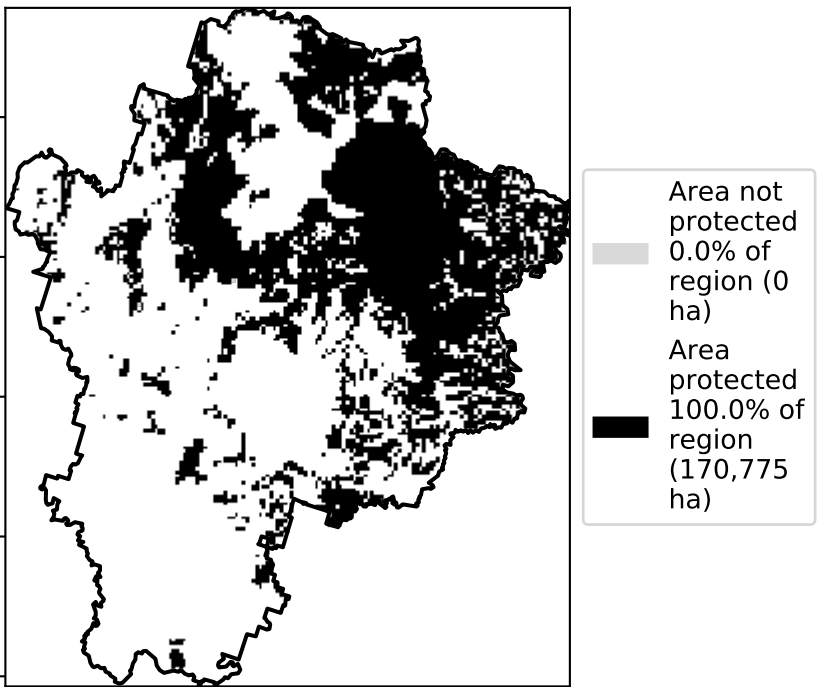 Area not
protected
0.0% of
region (0
ha)
Area
protected
100.0% of
region
(170,775
ha)